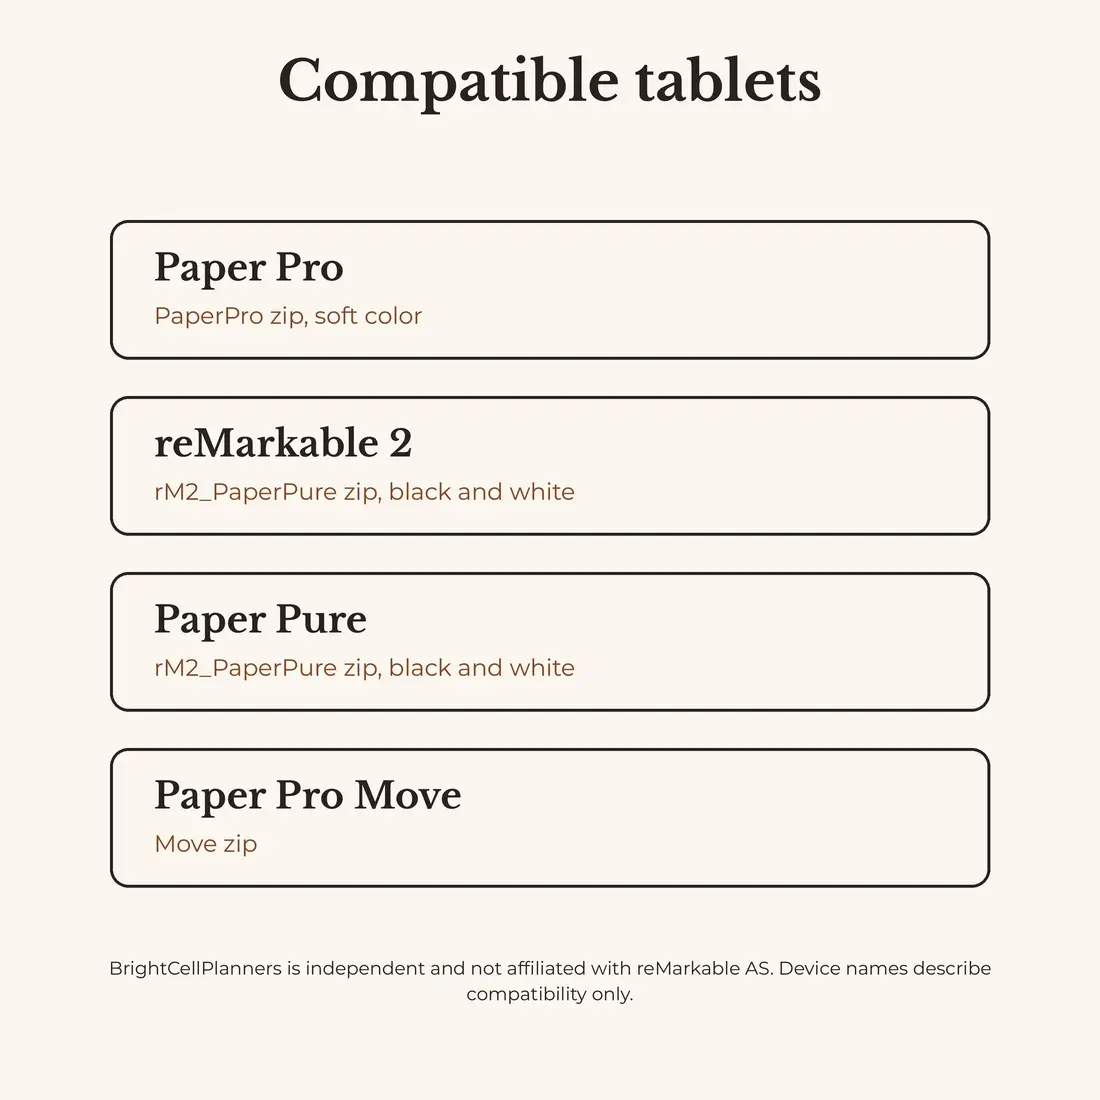 Compatible tablets
Paper Pro
PaperPro zip, soft color
reMarkable 2
rM2_PaperPure zip, black and white
Paper Pure
rM2_PaperPure zip, black and white
Paper Pro Move
Move zip
BrightCellPlanners is independent and not affiliated with reMarkable AS. Device names describe
compatibility only.